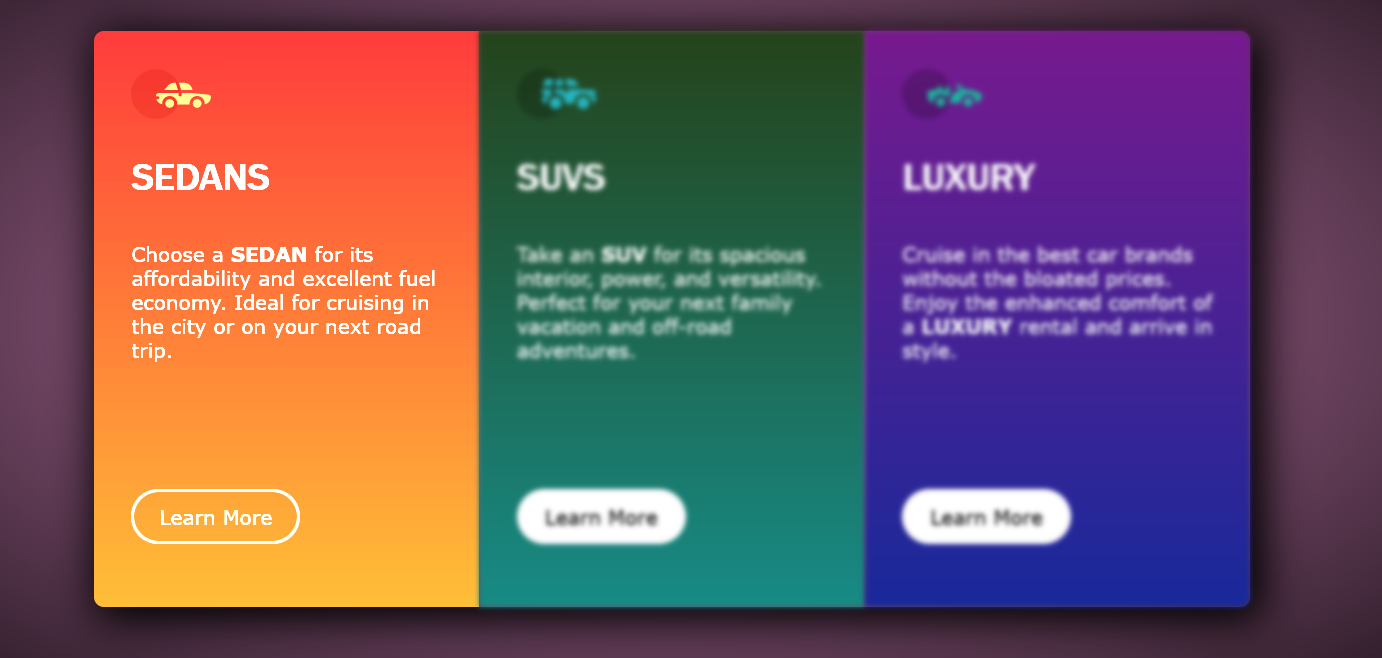 SEDANS
Choose a SEDAN for its
affordability and excellent fuel
economy. Ideal for cruising in
the city or on your next road
trip.
Learn More
SUVS
Take an SUV for its spacious
interior, power, and versatility.
Perfect for your next family
vacation and off-road
adventures.
Learn More
LUXURY
Cruise in the best car brands
without the bloated prices.
Enjoy the enhanced comfort of
a LUXURY rental and arrive in
style.
Learn More